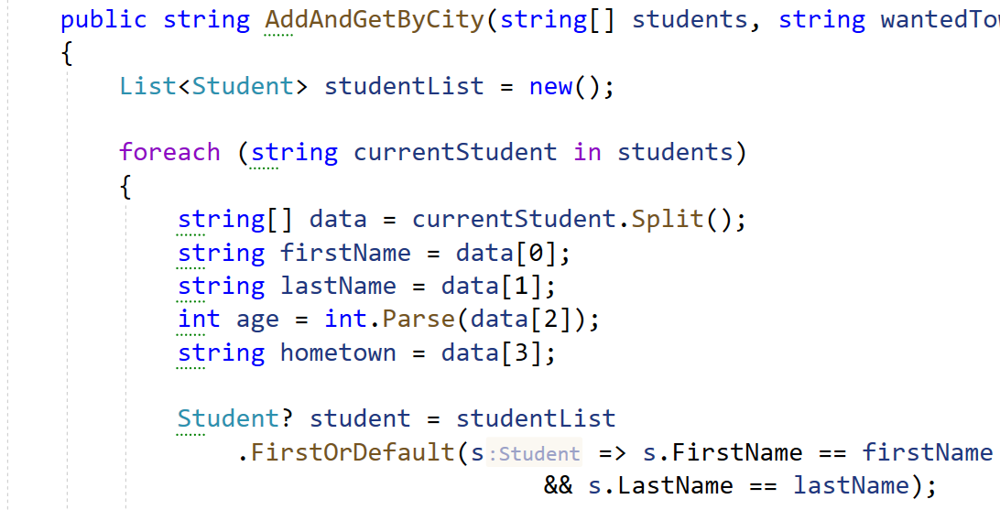 public string AddAndGetByCity(string[] students, string wantedTo
{
List<Student> studentList = new();
foreach (string currentStudent in students)
{
string[] data = currentStudent.Split();
string firstName = data[0];
string lastName = data[1];
int age = int.Parse(data[2]);
string hometown = data[3];
Student? student = studentList
.FirstOrDefault(s :Student => s.FirstName == firstName
&& s.LastName == lastName);